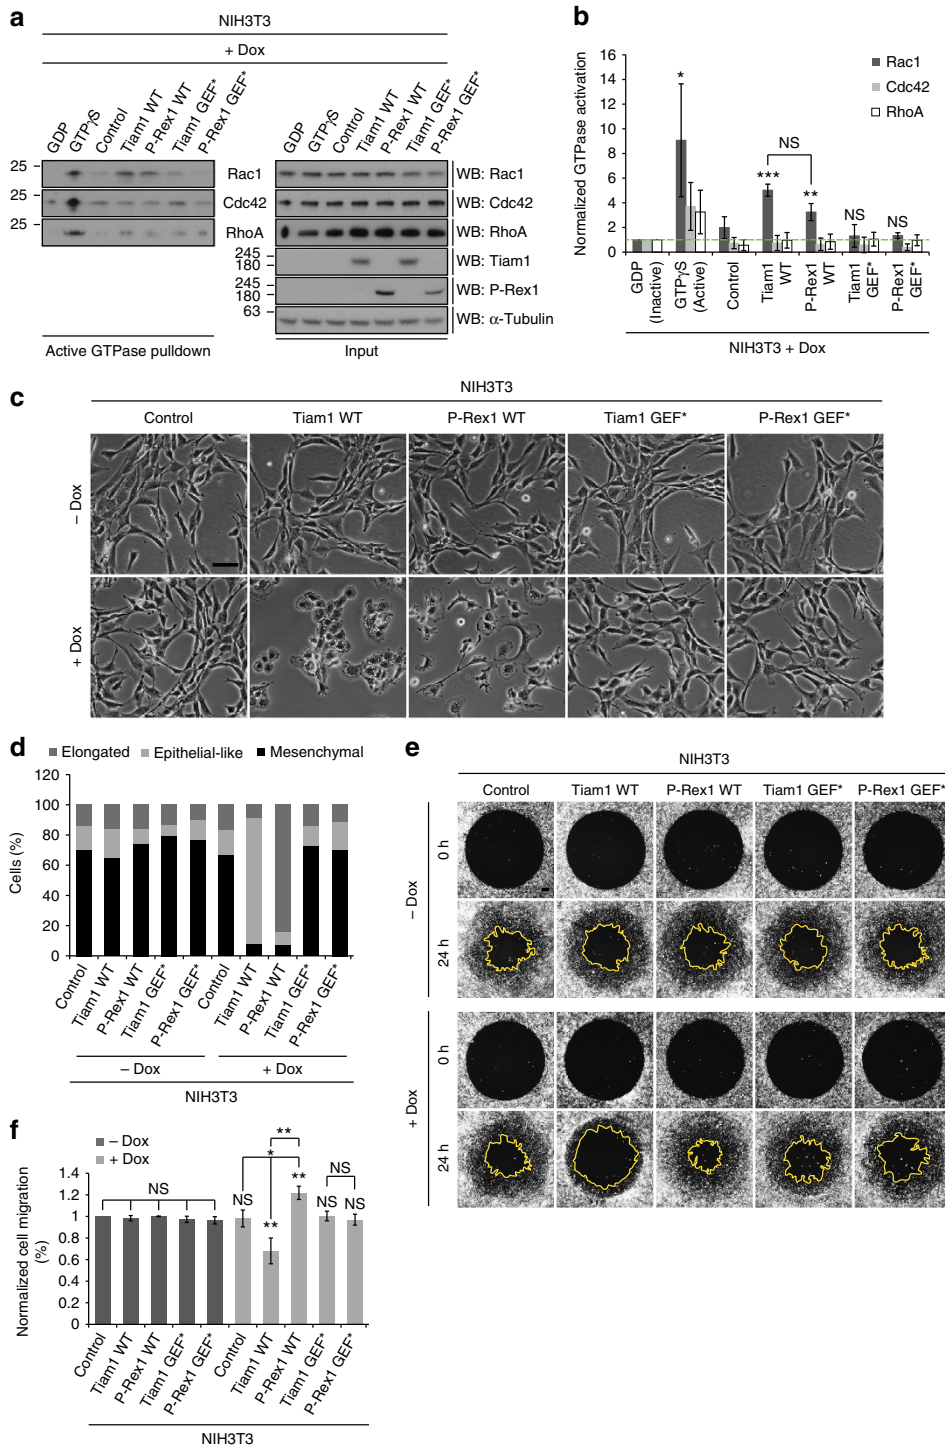 a
NIH3T3
+ Dox
GDP
GTPγS
Control
Tiam1 WT
P-Rex1 WT
Tiam1 GEF*
P-Rex1 GEF*
GDP
GTPγS
Control
Tiam1 WT
P-Rex1 WT
Tiam1 GEF*
P-Rex1 GEF*
25
Rac1
WB: Rac1
25
Cdc42
WB: Cdc42
25
RhoA
WB: RhoA
245
180
WB: Tiam1
245
180
WB: P-Rex1
63
WB: α-Tubulin
Active GTPase pulldown
Input
b
Normalized GTPase activation
16
14
12
10
8
6
4
2
0
Rac1
Cdc42
RhoA
*
***
NS
**
NS
NS
GDP (Inactive)
GTPγS (Active)
Control
Tiam1 WT
P-Rex1 WT
Tiam1 GEF*
P-Rex1 GEF*
NIH3T3 + Dox
c
NIH3T3
Control
Tiam1 WT
P-Rex1 WT
Tiam1 GEF*
P-Rex1 GEF*
– Dox
+ Dox
d
Elongated
Epithelial-like
Mesenchymal
Cells (%)
120
100
80
60
40
20
0
Control
Tiam1 WT
P-Rex1 WT
Tiam1 GEF*
P-Rex1 GEF*
Control
Tiam1 WT
P-Rex1 WT
Tiam1 GEF*
P-Rex1 GEF*
– Dox
+ Dox
NIH3T3
e
NIH3T3
Control
Tiam1 WT
P-Rex1 WT
Tiam1 GEF*
P-Rex1 GEF*
– Dox
0 h
24 h
+ Dox
0 h
24 h
f
– Dox
+ Dox
Normalized cell migration (%)
1.4
1.2
1
0.8
0.6
0.4
0.2
0
NS
NS
**
*
**
**
NS
NS
NS
Control
Tiam1 WT
P-Rex1 WT
Tiam1 GEF*
P-Rex1 GEF*
Control
Tiam1 WT
P-Rex1 WT
Tiam1 GEF*
P-Rex1 GEF*
NIH3T3